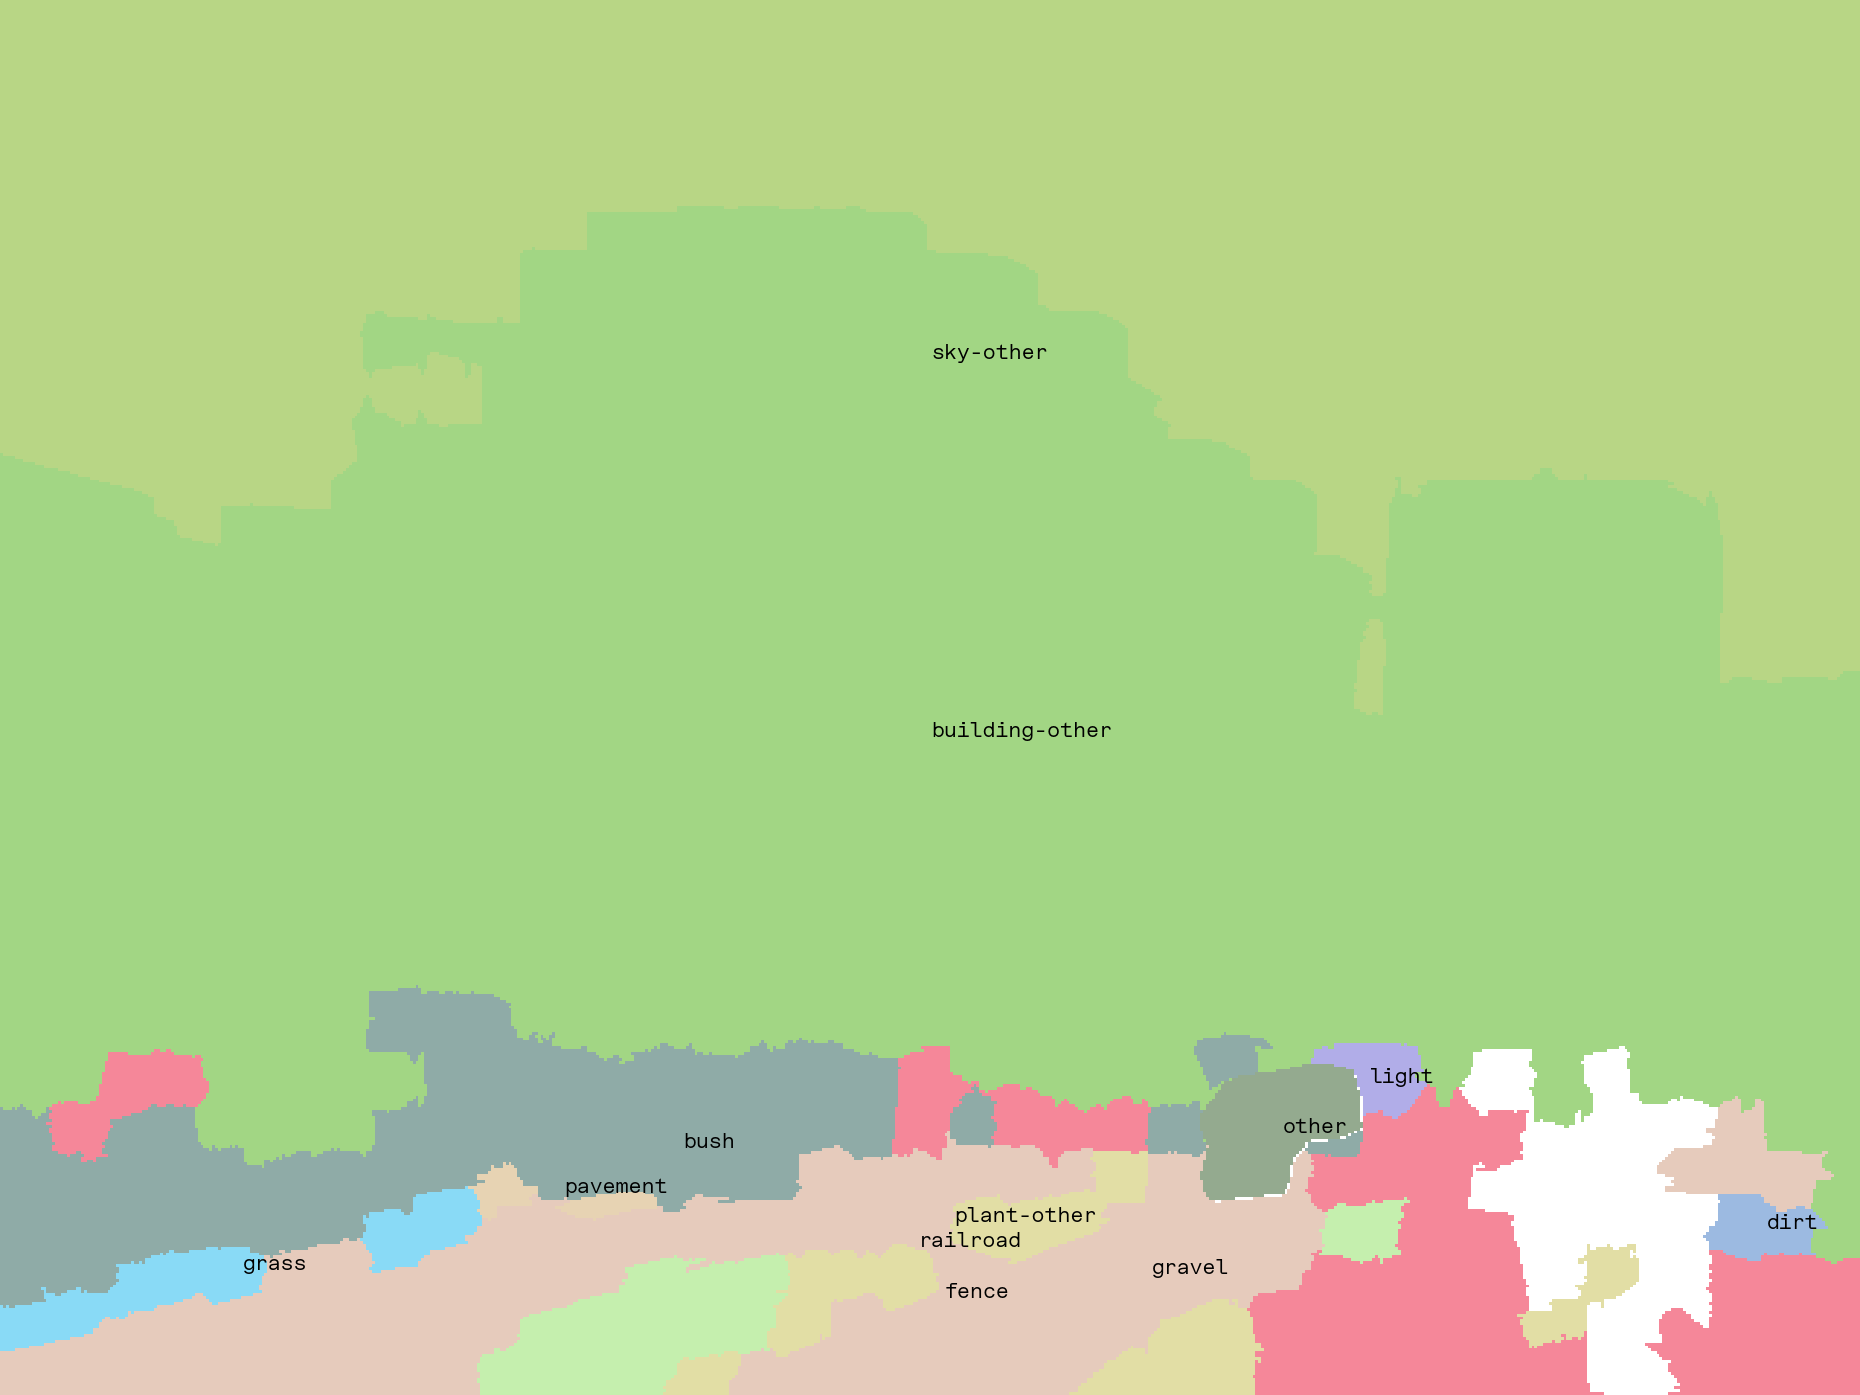 sky-other
building-other
light
other
bush
pavement
plant-other
dirt
railroad
grass
gravel
fence